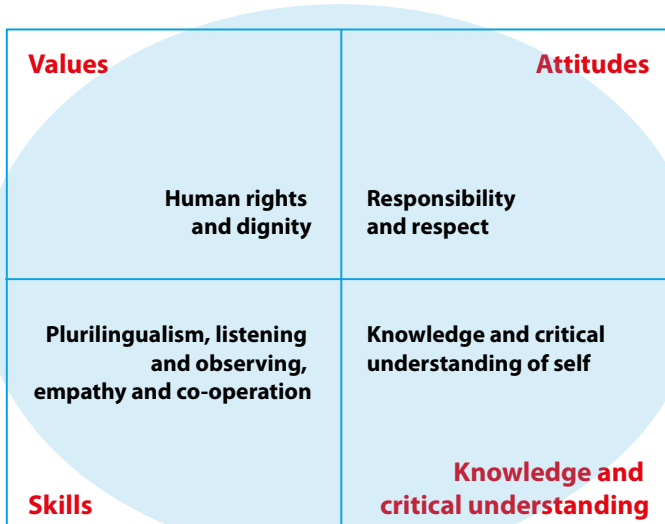 Values
Attitudes
Human rights
and dignity
Responsibility
and respect
Plurilingualism, listening
and observing,
empathy and co-operation
Knowledge and critical
understanding of self
Skills
Knowledge and
critical understanding